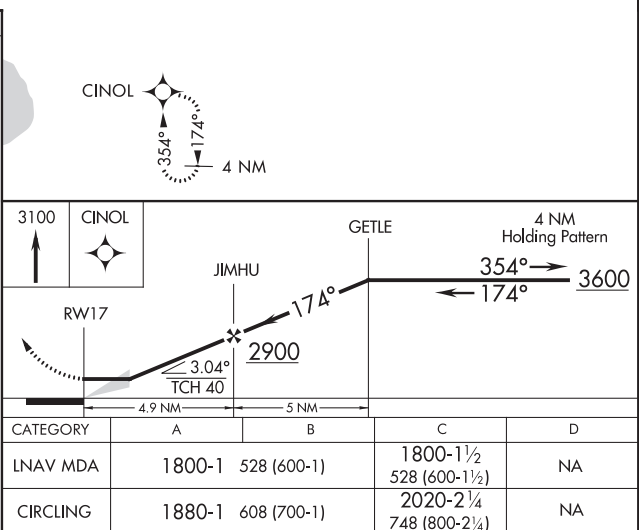 CINOL
354°
174°
4 NM
3100
CINOL
4 NM
Holding Pattern
GETLE
354°
174°
3600
JIMHU
174°
RW17
2900
3.04°
TCH 40
4.9 NM
5 NM
CATEGORY A B C D
LNAV MDA 1800-1 528 (600-1) 1800-1½ NA
528 (600-1½)
CIRCLING 1880-1 608 (700-1) 2020-2¼ NA
748 (800-2¼)